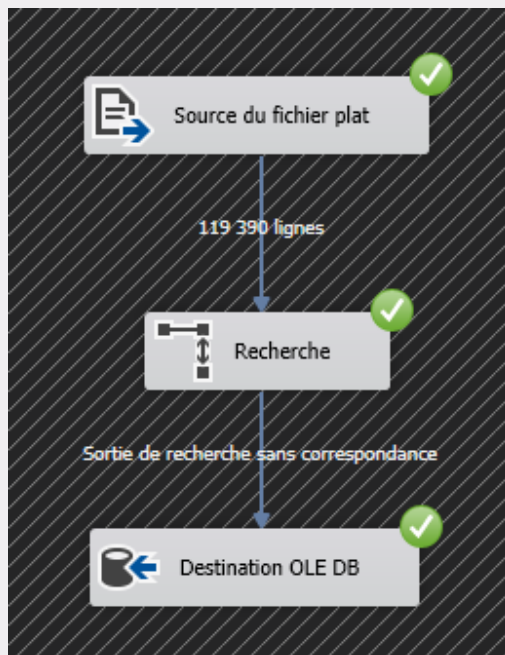 Source du fichier plat
119 390 lignes
Recherche
Sortie de recherche sans correspondance
Destination OLE DB